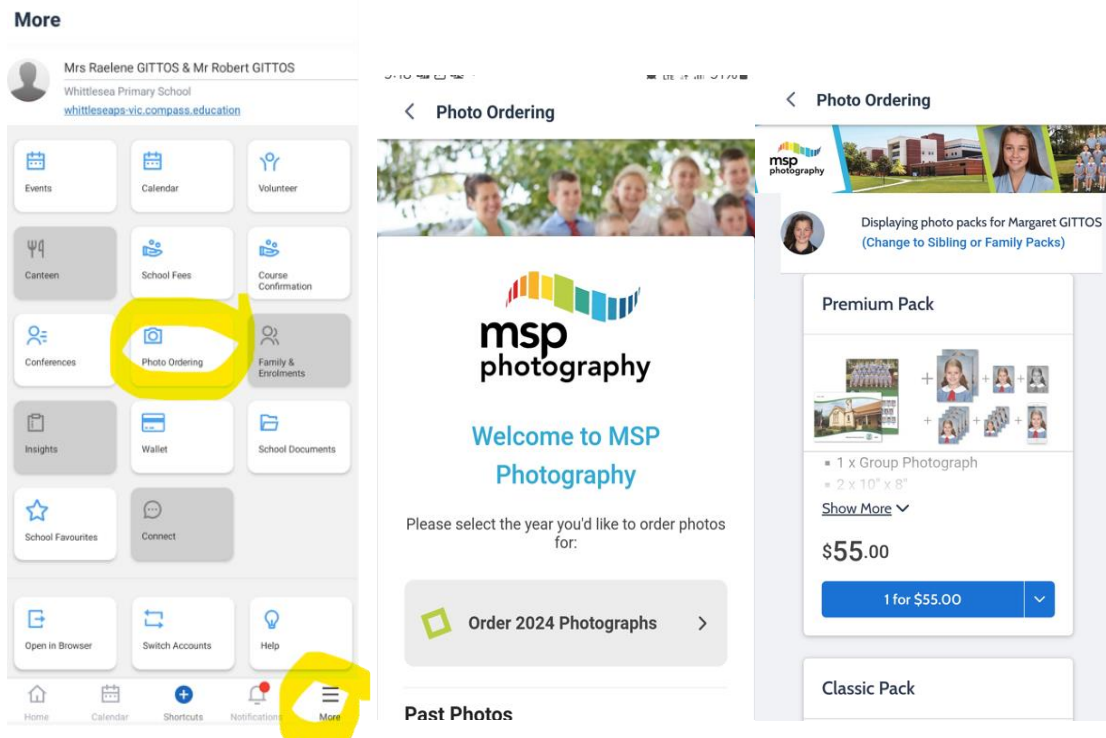 More
Mrs Raelene GITTOS & Mr Robert GITTOS
Whittlesea Primary School
whittleseaps-vic.compass.education
Events
Calendar
Volunteer
Canteen
School Fees
Course
Confirmation
Conferences
Photo Ordering
Family &
Enrolments
Insights
Wallet
School Documents
School Favourites
Connect
Open in Browser
Switch Accounts
Help
Home
Calendar
Shortcuts
Notifications
More
Photo Ordering
msp
photography
Welcome to MSP
Photography
Please select the year you'd like to order photos
for:
Order 2024 Photographs
Past Photos
Photo Ordering
msp
photography
Displaying photo packs for Margaret GITTOS
(Change to Sibling or Family Packs)
Premium Pack
+ + +
+ + +
1 x Group Photograph
2 x 10" x 8"
Show More
$55.00
1 for $55.00
Classic Pack